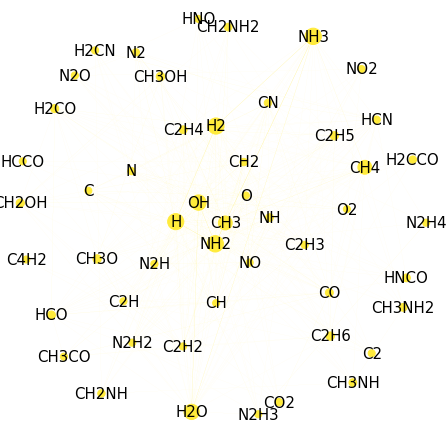 HNO
CH2NH2
NH3
H2CN
N2
NO2
N2O
CH3OH
CN
H2CO
HCN
H2
C2H4
C2H5
HCCO
CH2
H2CCO
CH4
N
C
O
CH2OH
OH
O2
H
CH3
NH
N2H4
NH2
C2H3
C4H2
CH3O
N2H
NO
HNCO
CO
C2H
CH
CH3NH2
HCO
C2H6
N2H2
C2H2
C2
CH3CO
CH3NH
CH2NH
CO2
H2O
N2H3